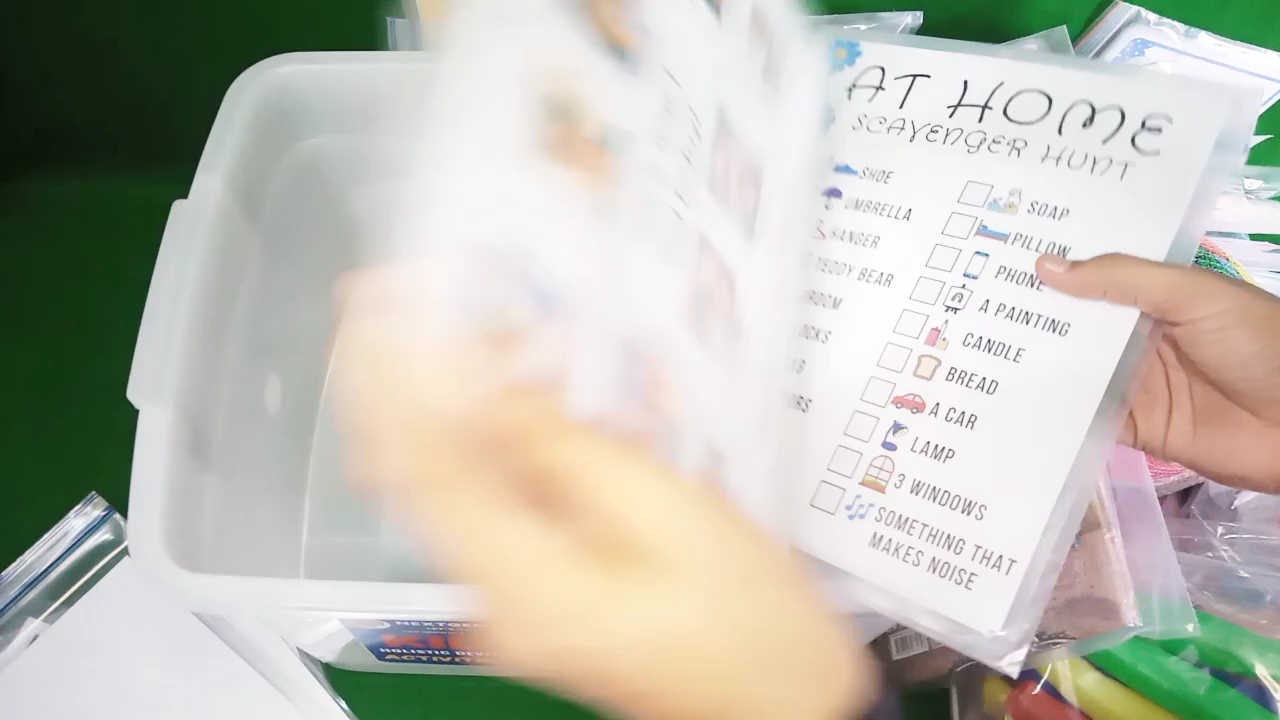 AT HOME
SCAVENGER HUNT
SHOE
UMBRELLA
HANGER
TEDDY BEAR
SOAP
PILLOW
PHONE
A PAINTING
CANDLE
BREAD
A CAR
LAMP
3 WINDOWS
SOMETHING THAT
MAKES NOISE
NEXTGEN